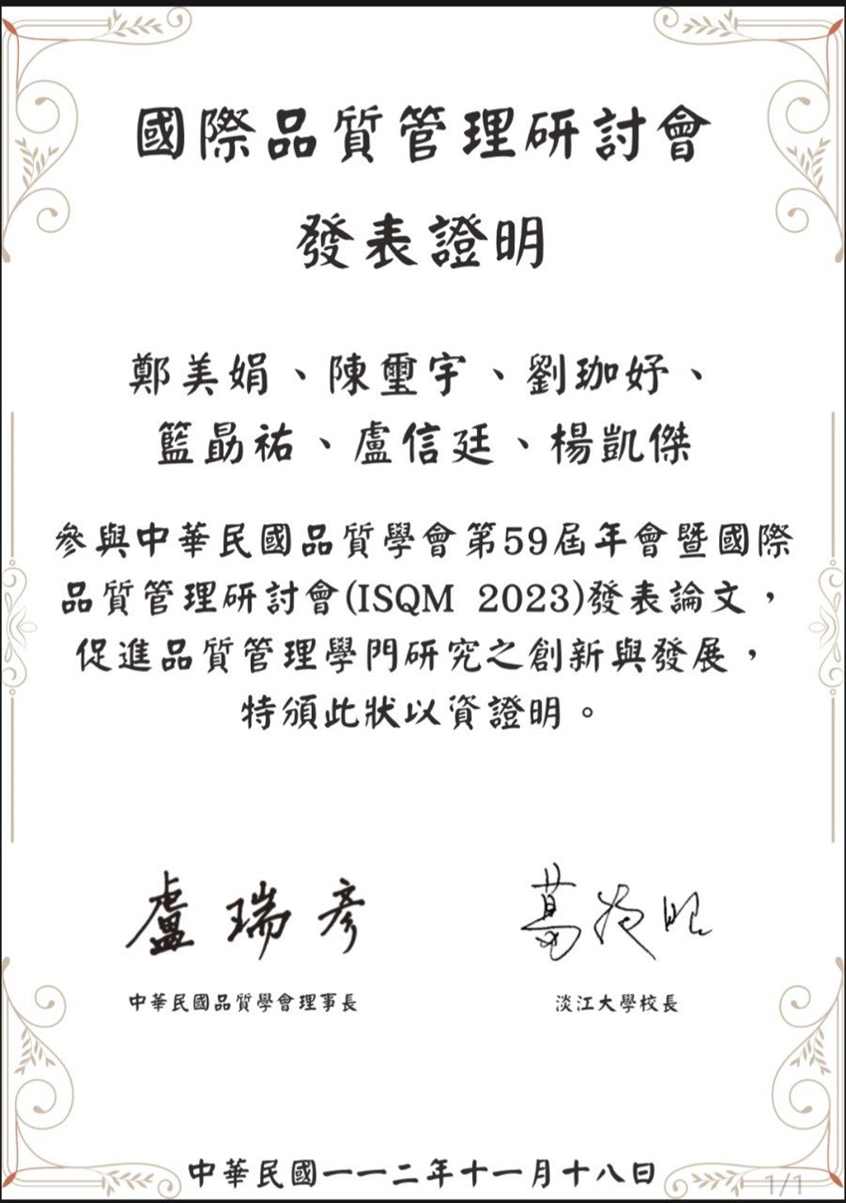 國際品質管理研討會
發表證明
鄭美娟、陳璽宇、劉珈妤、
籃勗祐、盧信廷、楊凱傑
參與中華民國品質學會第59屆年會暨國際
品質管理研討會(ISQM 2023)發表論文，
促進品質管理學門研究之創新與發展，
特頒此狀以資證明。
盧瑞彥
葛煥昭
中華民國品質學會理事長
淡江大學校長
中華民國一一二年十一月十八日
1/1